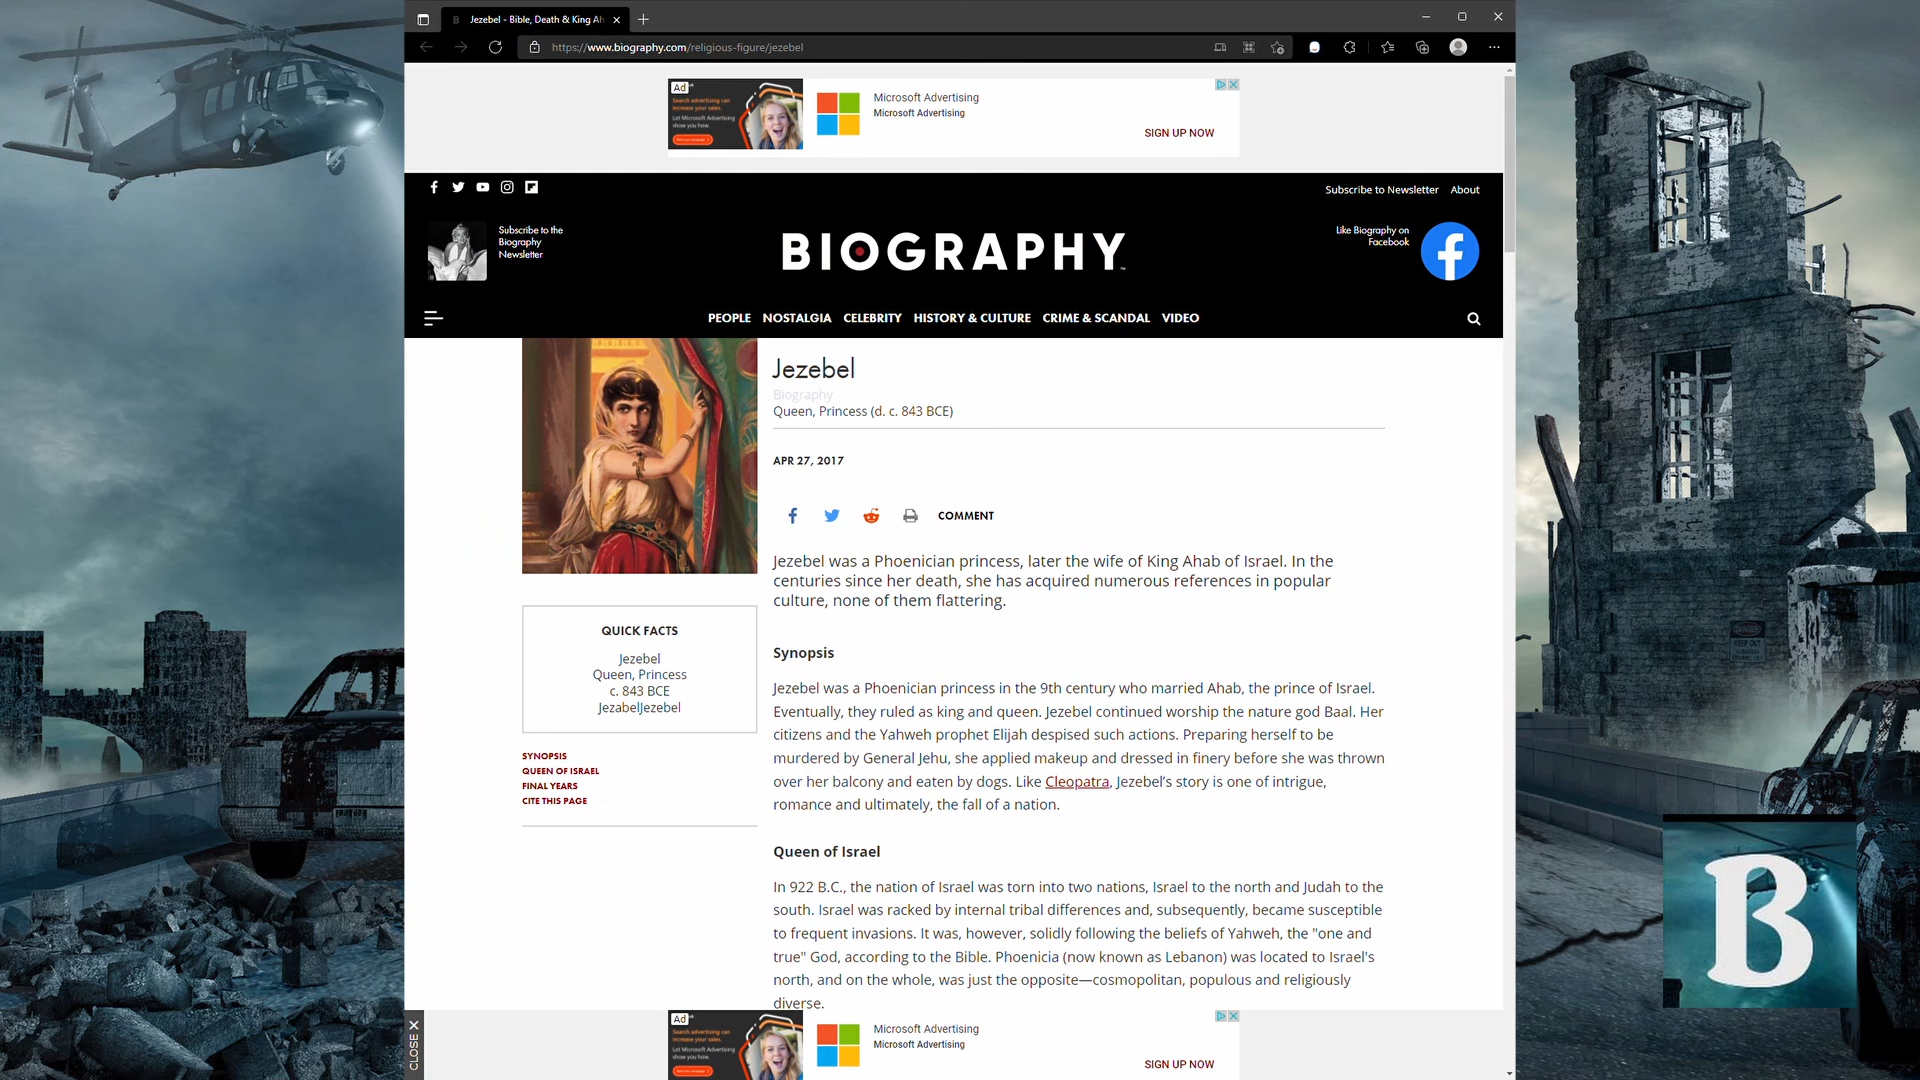 Jezebel - Bible, Death & King Ah
https://www.biography.com/religious-figure/jezebel
Ad
Search advertising can
increase your sales.
Let Microsoft Advertising
show you how.
Microsoft Advertising
Microsoft Advertising
SIGN UP NOW
Subscribe to Newsletter
About
Subscribe to the
Biography
Newsletter
BIOGRAPHY
Like Biography on
Facebook
PEOPLE NOSTALGIA CELEBRITY HISTORY & CULTURE CRIME & SCANDAL VIDEO
Jezebel
Biography
Queen, Princess (d. c. 843 BCE)
APR 27, 2017
COMMENT
Jezebel was a Phoenician princess, later the wife of King Ahab of Israel. In the
centuries since her death, she has acquired numerous references in popular
culture, none of them flattering.
QUICK FACTS
Jezebel
Queen, Princess
c. 843 BCE
JezabelJezebel
SYNOPSIS
QUEEN OF ISRAEL
FINAL YEARS
CITE THIS PAGE
Synopsis
Jezebel was a Phoenician princess in the 9th century who married Ahab, the prince of Israel.
Eventually, they ruled as king and queen. Jezebel continued worship the nature god Baal. Her
citizens and the Yahweh prophet Elijah despised such actions. Preparing herself to be
murdered by General Jehu, she applied makeup and dressed in finery before she was thrown
over her balcony and eaten by dogs. Like Cleopatra, Jezebel's story is one of intrigue,
romance and ultimately, the fall of a nation.
Queen of Israel
In 922 B.C., the nation of Israel was torn into two nations, Israel to the north and Judah to the
south. Israel was racked by internal tribal differences and, subsequently, became susceptible
to frequent invasions. It was, however, solidly following the beliefs of Yahweh, the "one and
true" God, according to the Bible. Phoenicia (now known as Lebanon) was located to Israel's
north, and on the whole, was just the opposite—cosmopolitan, populous and religiously
diverse.
CLOSE
Ad
Search advertising can
increase your sales.
Let Microsoft Advertising
show you how.
Microsoft Advertising
Microsoft Advertising
SIGN UP NOW
DANGER
KEEP OUT
B